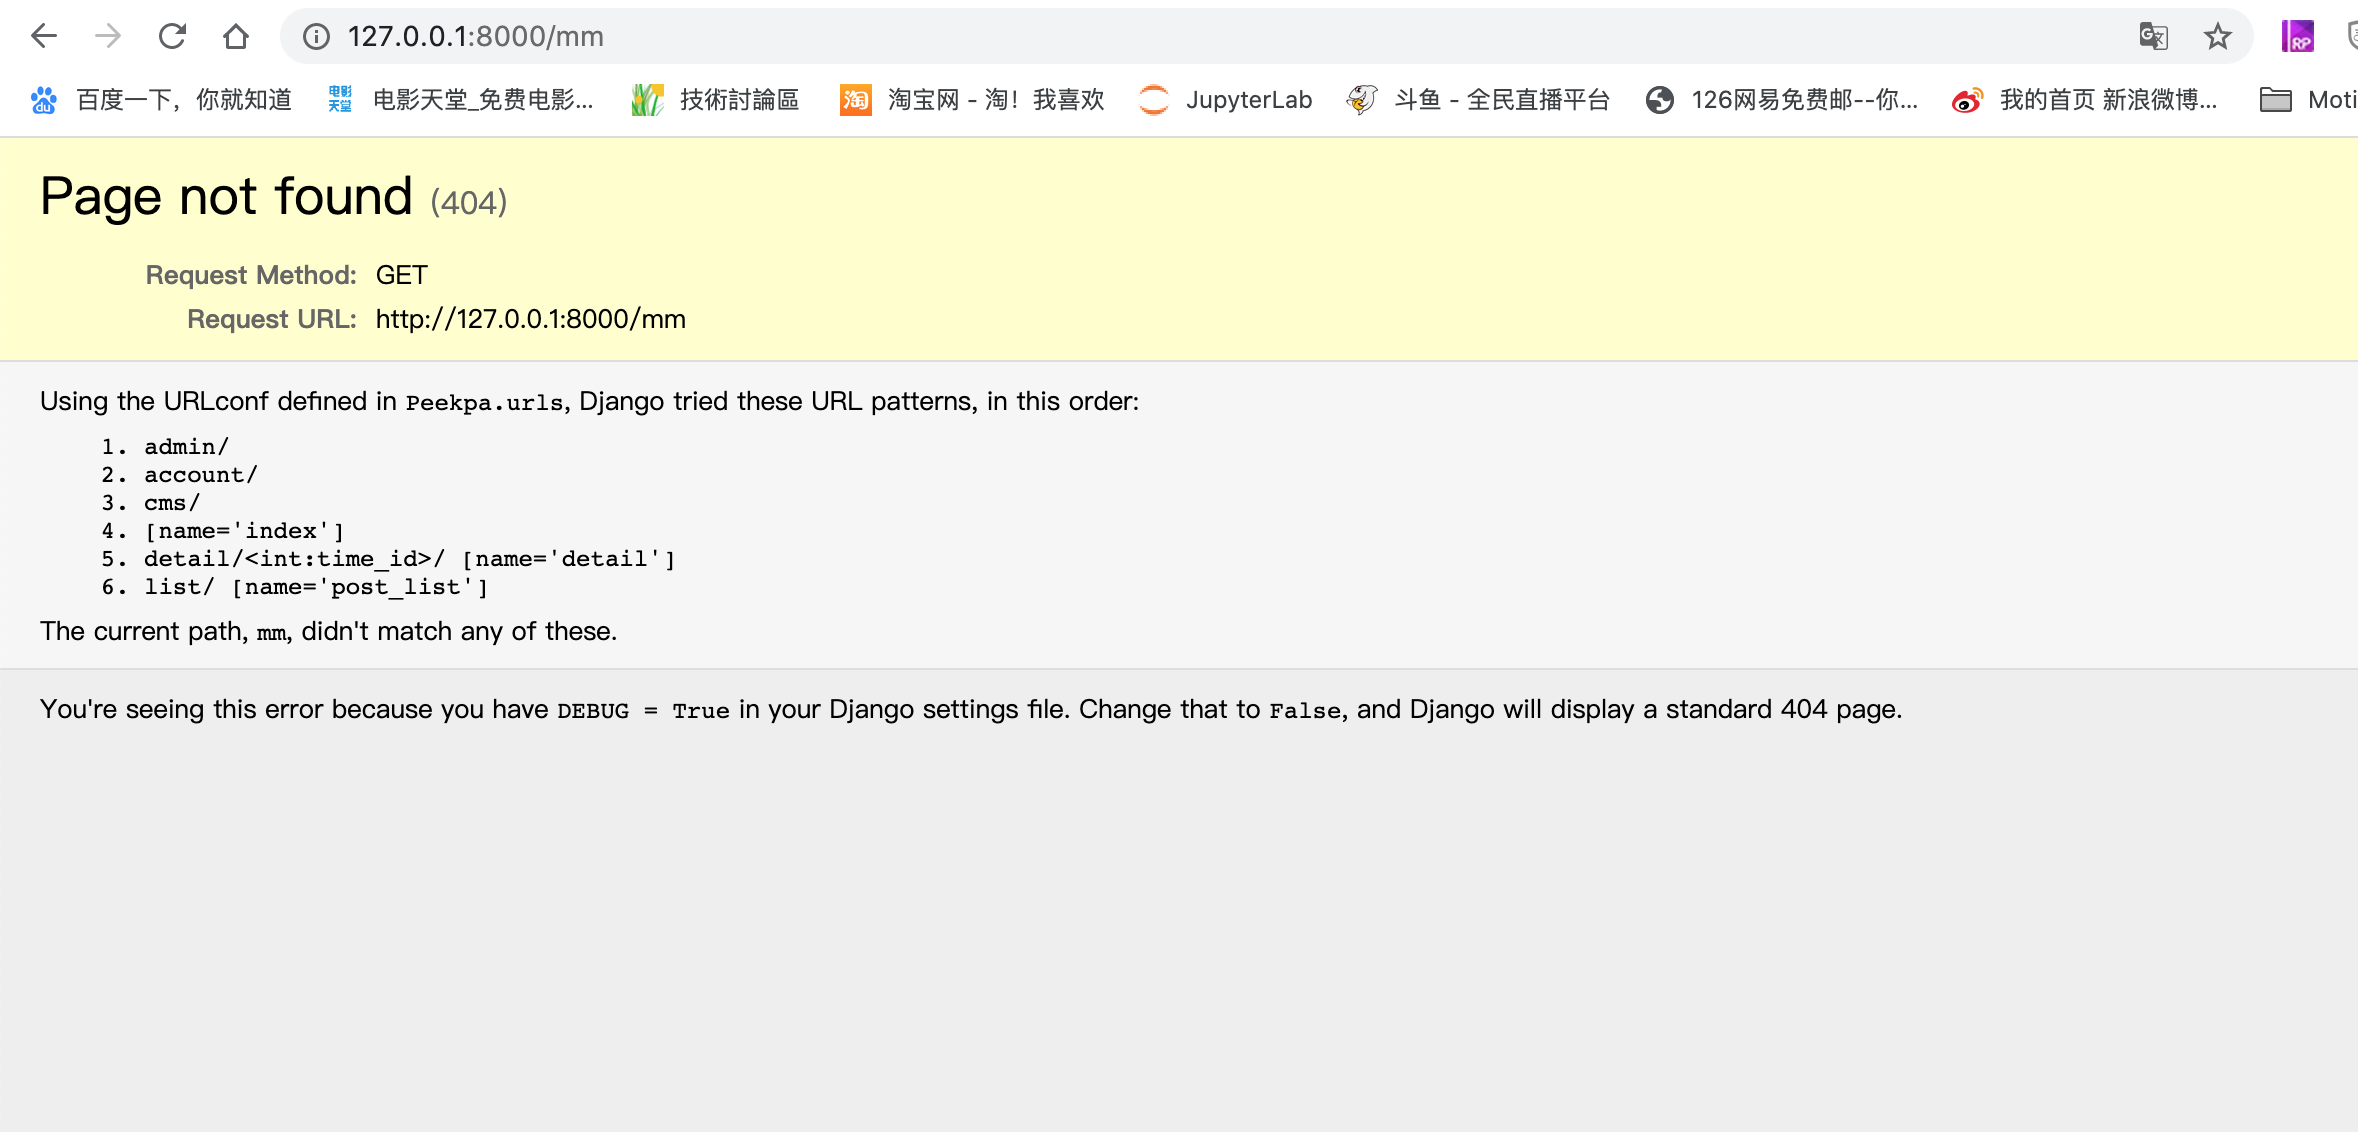 127.0.0.1:8000/mm
RP
du 百度一下，你就知道 电影天堂 电影天堂_免费电影... 技術討論區 淘 淘宝网 - 淘！我喜欢 JupyterLab 斗鱼 - 全民直播平台 126网易免费邮--你... 我的首页 新浪微博... Moti
Page not found (404)
Request Method: GET
Request URL: http://127.0.0.1:8000/mm
Using the URLconf defined in Peekpa.urls, Django tried these URL patterns, in this order:
1. admin/
2. account/
3. cms/
4. [name='index']
5. detail/<int:time_id>/ [name='detail']
6. list/ [name='post_list']
The current path, mm, didn't match any of these.
You're seeing this error because you have DEBUG = True in your Django settings file. Change that to False, and Django will display a standard 404 page.